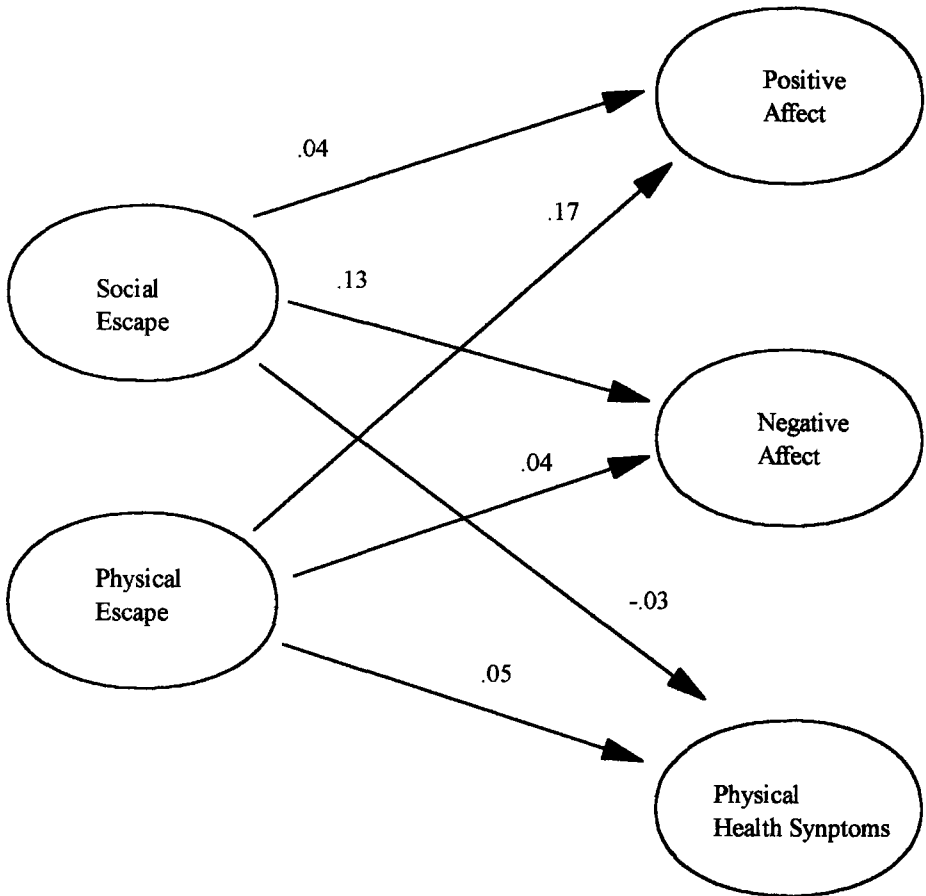 Positive
Affect
.04
.17
.13
Social
Escape
Negative
Affect
.04
Physical
Escape
-.03
.05
Physical
Health Synptoms